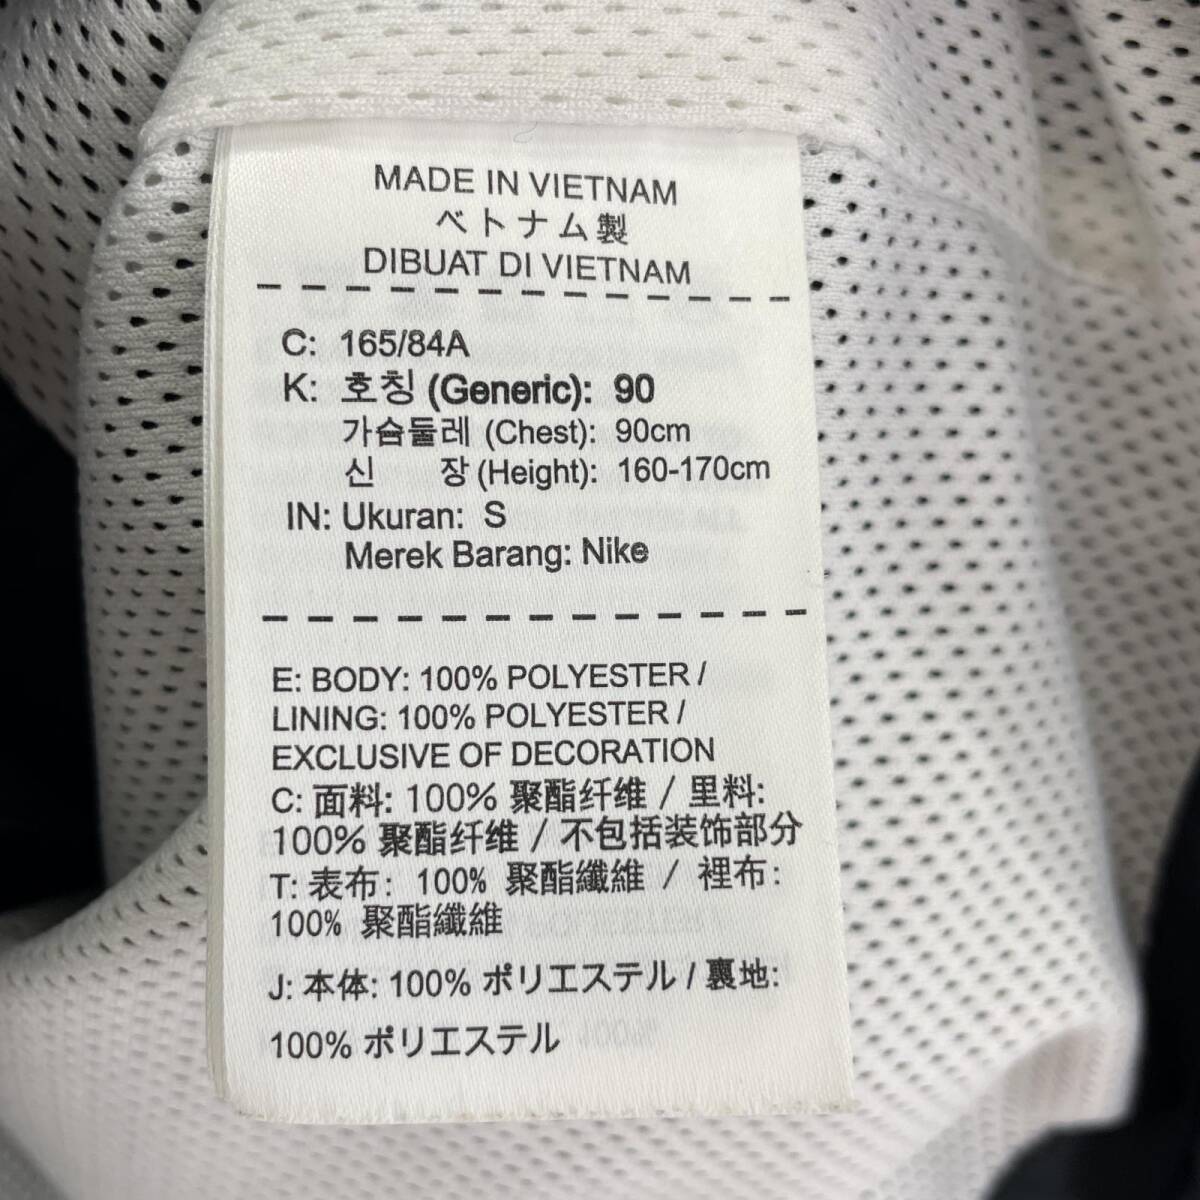 MADE IN VIETNAM
ベトナム製
DIBUAT DI VIETNAM
C: 165/84A
K: 호칭 (Generic): 90
가슴둘레 (Chest): 90cm
신 장 (Height): 160-170cm
IN: Ukuran: S
Merek Barang: Nike
E: BODY: 100% POLYESTER /
LINING: 100% POLYESTER /
EXCLUSIVE OF DECORATION
C: 面料: 100% 聚酯纤维 / 里料:
100% 聚酯纤维 / 不包括装饰部分
T: 表布: 100% 聚酯纖維 / 裡布:
100% 聚酯纖維
J: 本体: 100% ポリエステル / 裏地:
100% ポリエステル